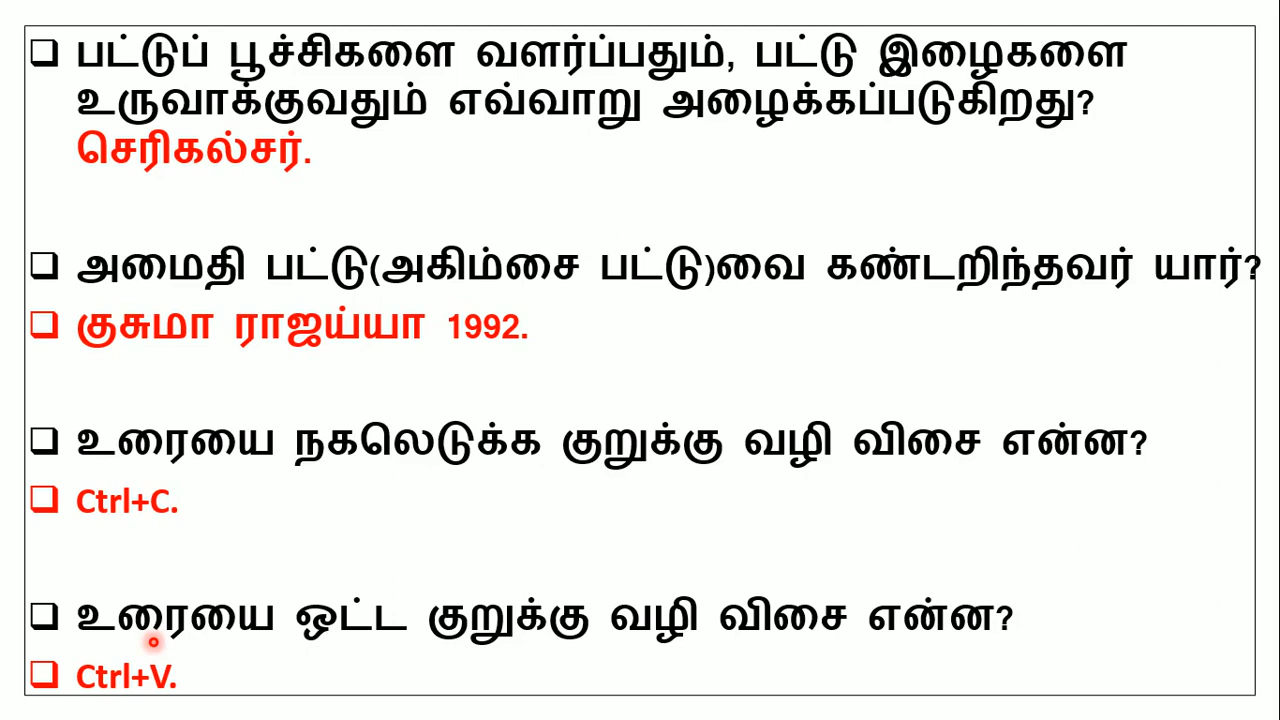 பட்டுப் பூச்சிகளை வளர்ப்பதும், பட்டு இழைகளை
உருவாக்குவதும் எவ்வாறு அழைக்கப்படுகிறது?
செரிகல்சர்.
அமைதி பட்டு(அகிம்சை பட்டு)வை கண்டறிந்தவர் யார்?
குசுமா ராஜய்யா 1992.
உரையை நகலெடுக்க குறுக்கு வழி விசை என்ன?
Ctrl+C.
உரையை ஒட்ட குறுக்கு வழி விசை என்ன?
Ctrl+V.